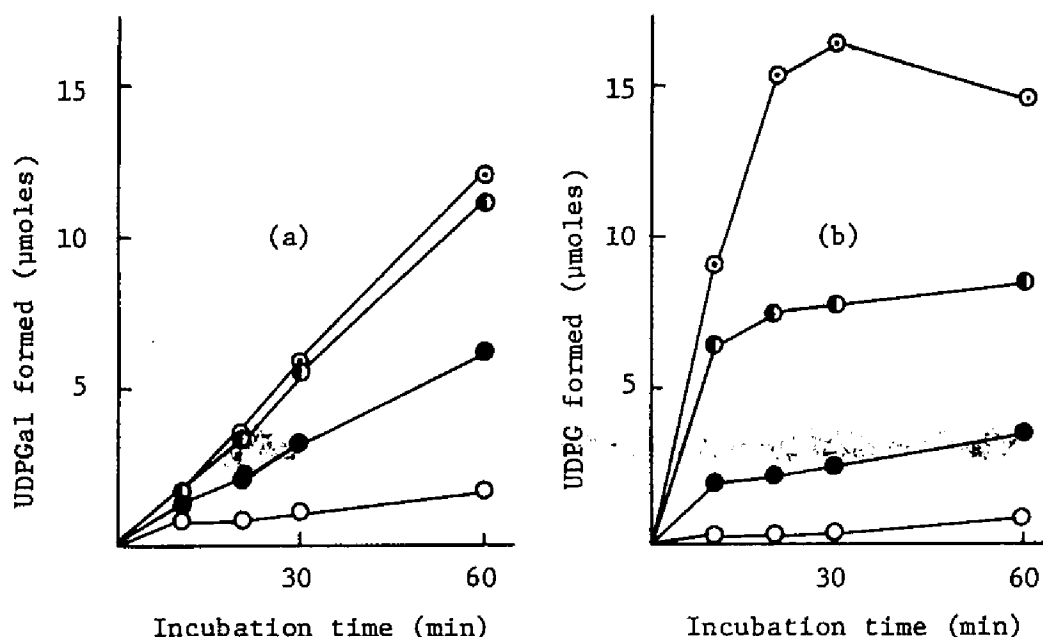 UDPGal formed (μmoles)
15
10
5
(a)
30
60
Incubation time (min)
UDPG formed (μmoles)
15
10
5
(b)
30
60
Incubation time (min)